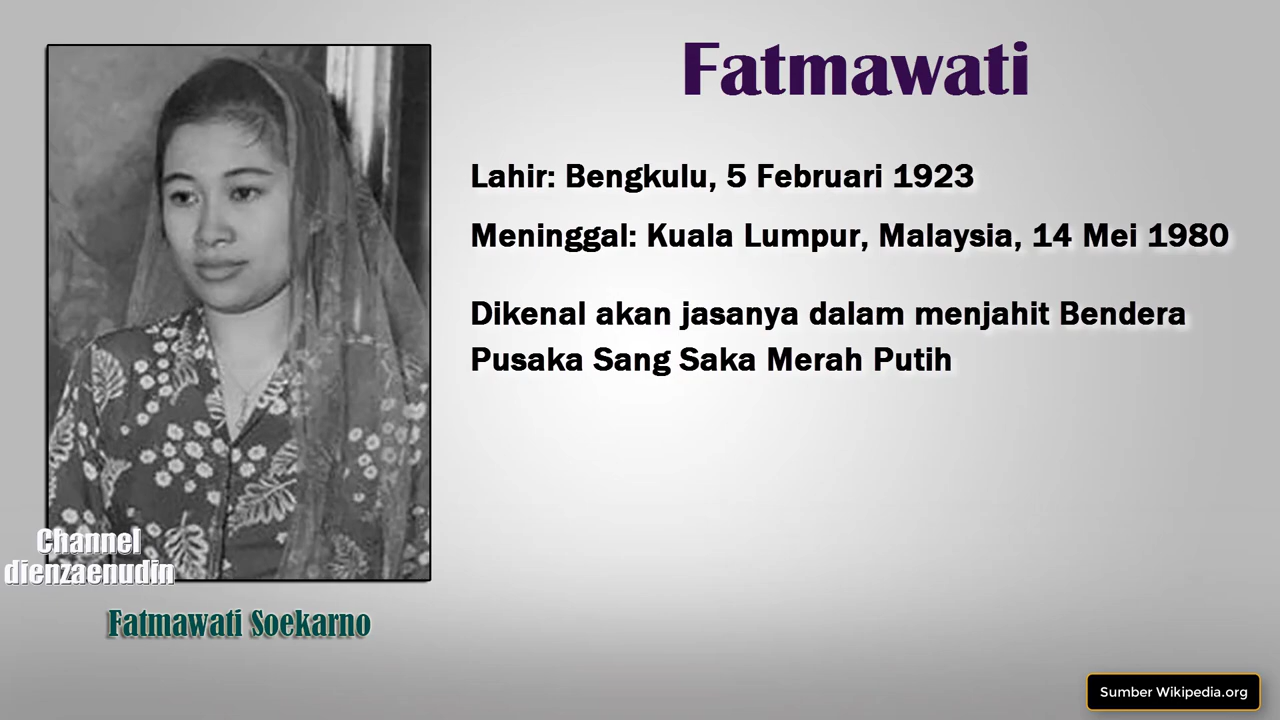 Fatmawati
Lahir: Bengkulu, 5 Februari 1923
Meninggal: Kuala Lumpur, Malaysia, 14 Mei 1980
Dikenal akan jasanya dalam menjahit Bendera
Pusaka Sang Saka Merah Putih
Channel
dienzaenudin
Fatmawati Soekarno
Sumber Wikipedia.org